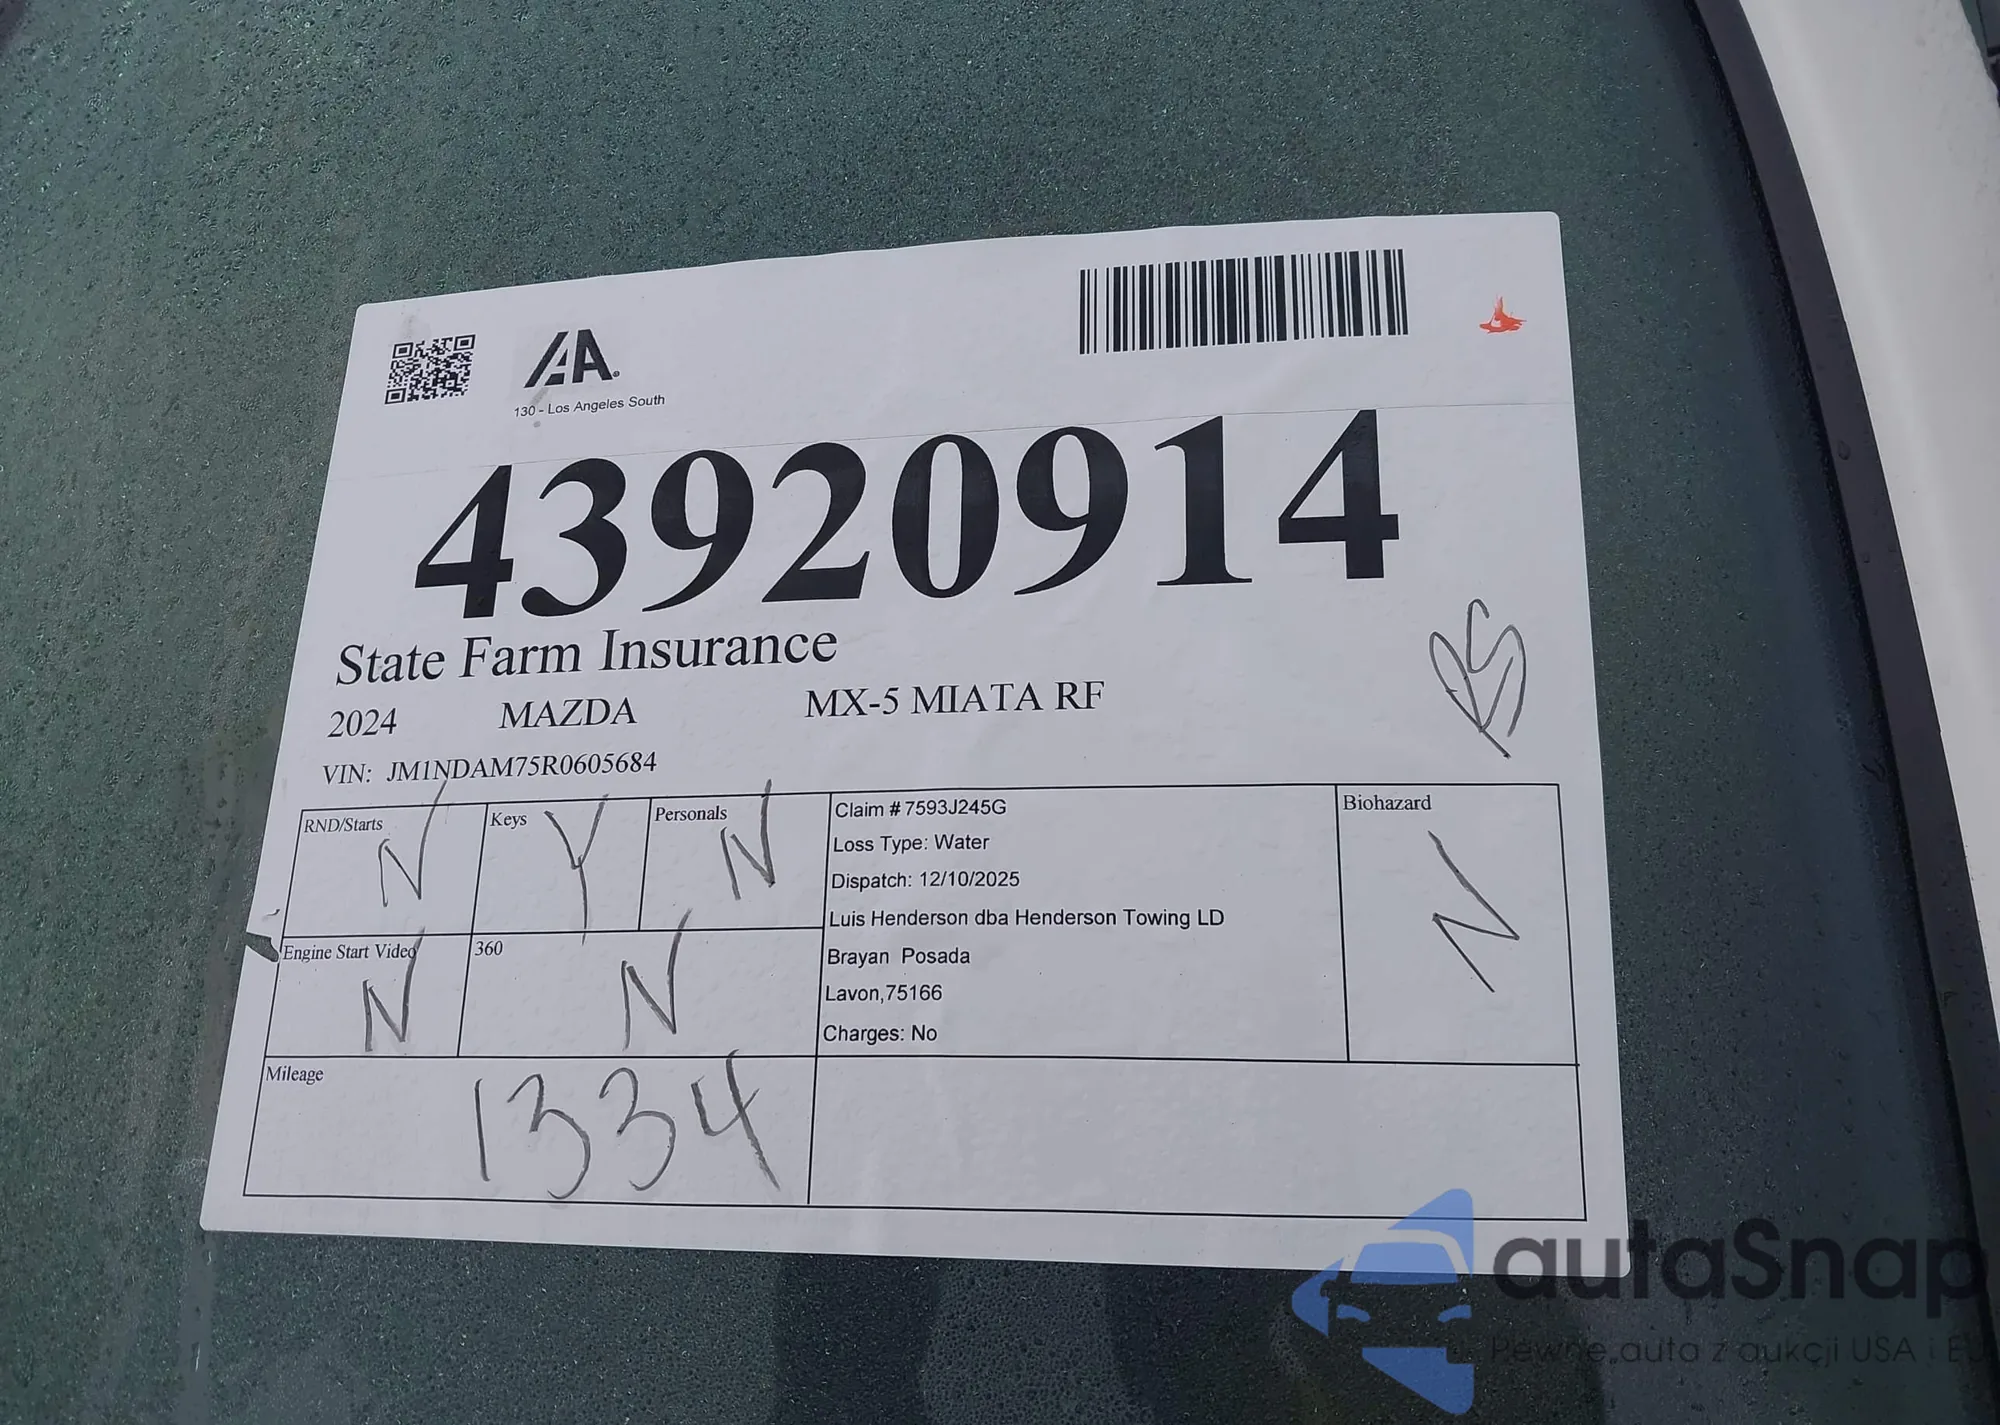 IAA
130 - Los Angeles South
43920914
State Farm Insurance
2024 MAZDA MX-5 MIATA RF
VIN: JM1NDAM75R0605684
RND/Starts N
Keys Y
Personals N
Engine Start Video N
360 N
Mileage 1334
Claim # 7593J245G
Loss Type: Water
Dispatch: 12/10/2025
Luis Henderson dba Henderson Towing LD
Brayan Posada
Lavon,75166
Charges: No
Biohazard N
autaSnap
Pewne auta z aukcji USA i